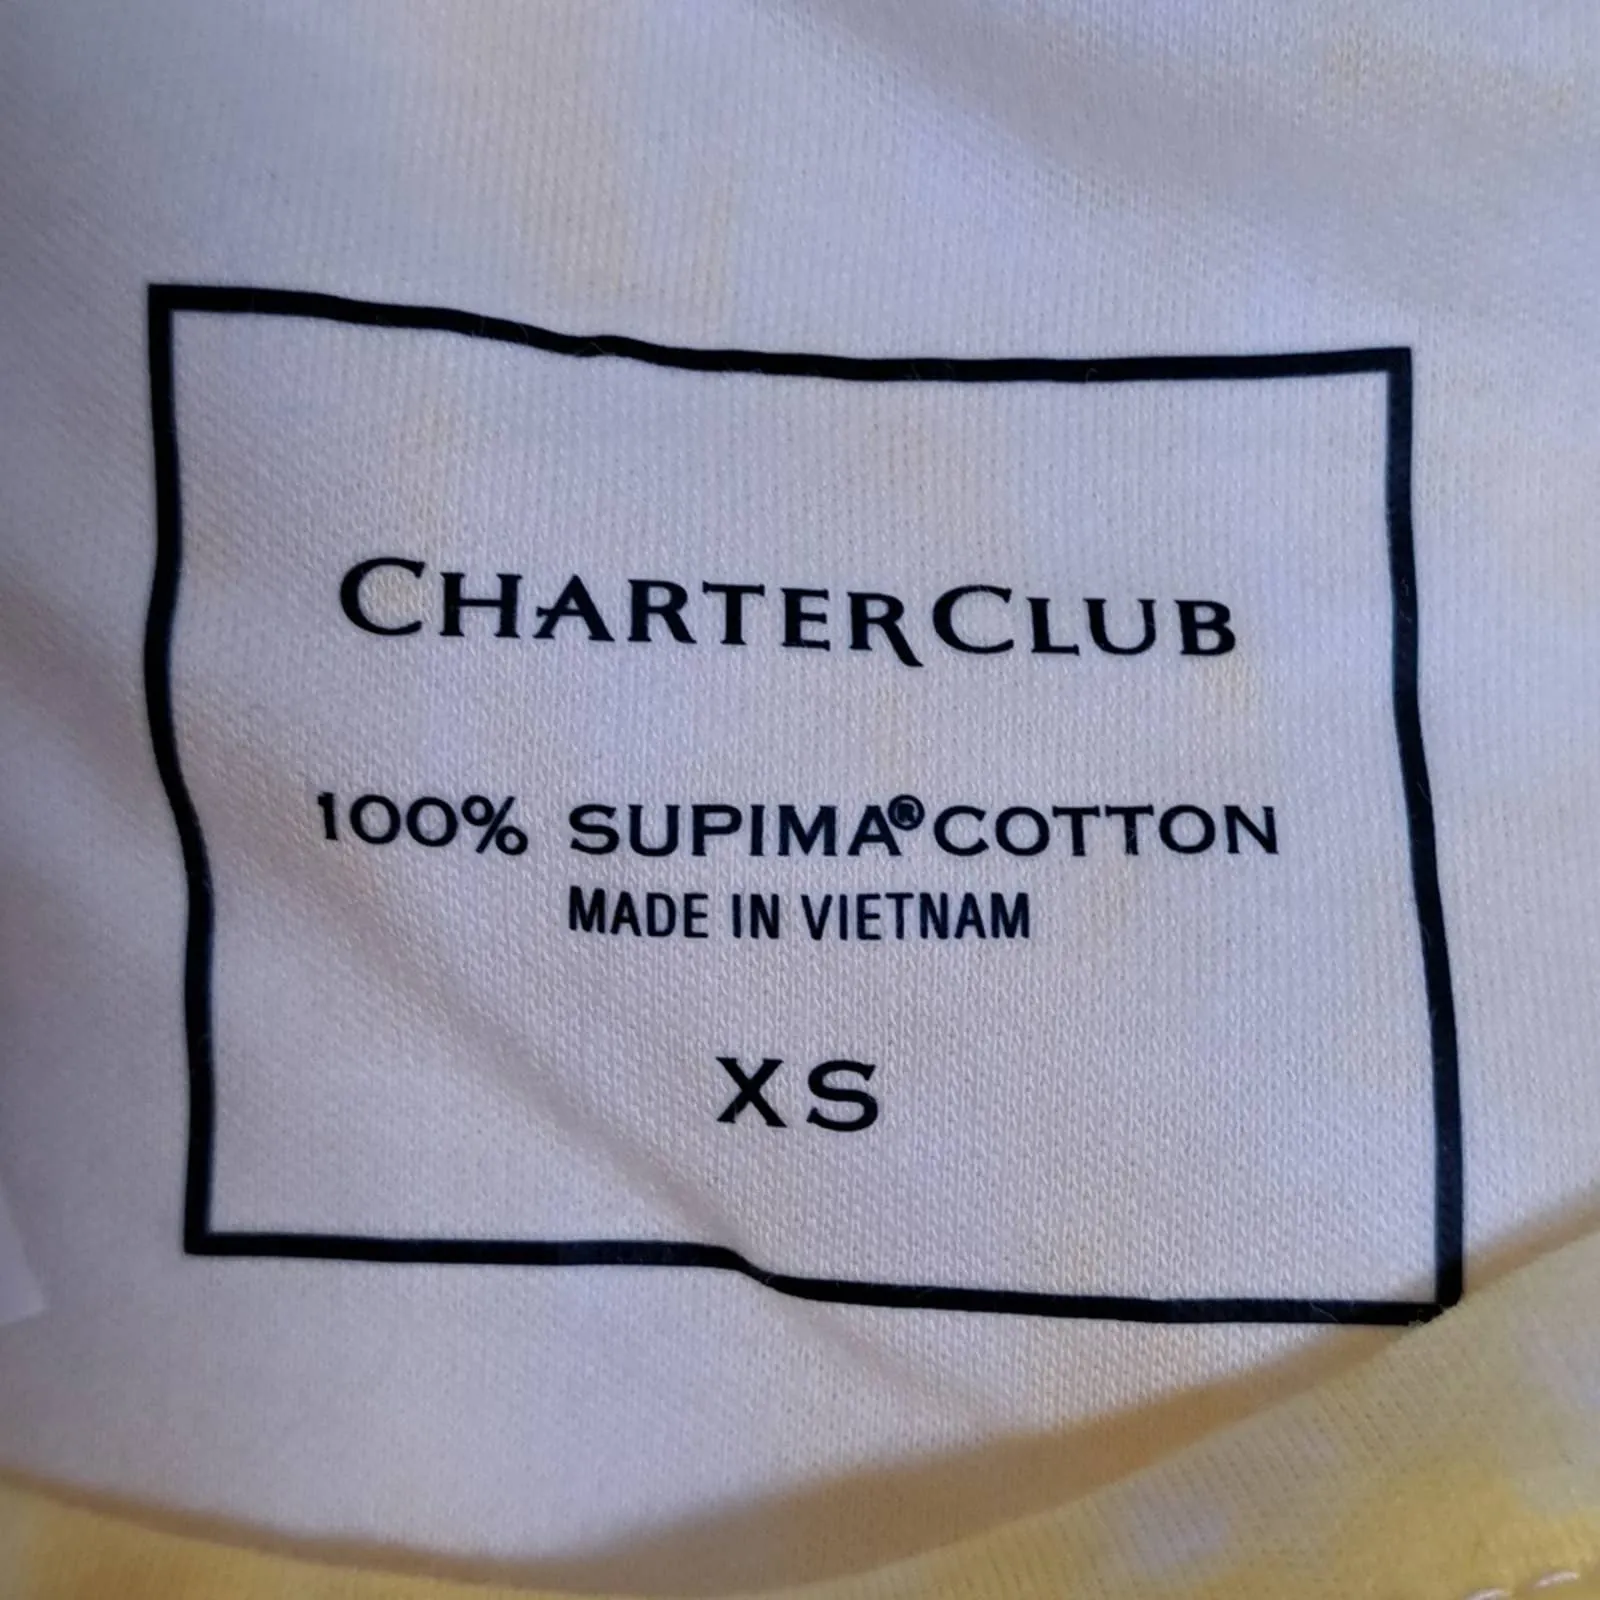 CHARTERCLUB
100% SUPIMA® COTTON
MADE IN VIETNAM
XS